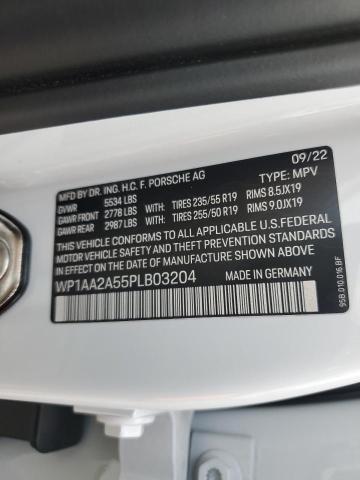 09/22
MFD BY DR. ING. H.C. F. PORSCHE AG TYPE: MPV
GVWR 5534 LBS
GAWR FRONT 2778 LBS WITH: TIRES 235/55 R19 RIMS 8.5JX19
GAWR REAR 2987 LBS WITH: TIRES 255/50 R19 RIMS 9.0JX19
THIS VEHICLE CONFORMS TO ALL APPLICABLE U.S.FEDERAL
MOTOR VEHICLE SAFETY AND THEFT PREVENTION STANDARDS
IN EFFECT ON THE DATE OF MANUFACTURE SHOWN ABOVE.
WP1AA2A55PLB03204 MADE IN GERMANY
95B.010.016 BF